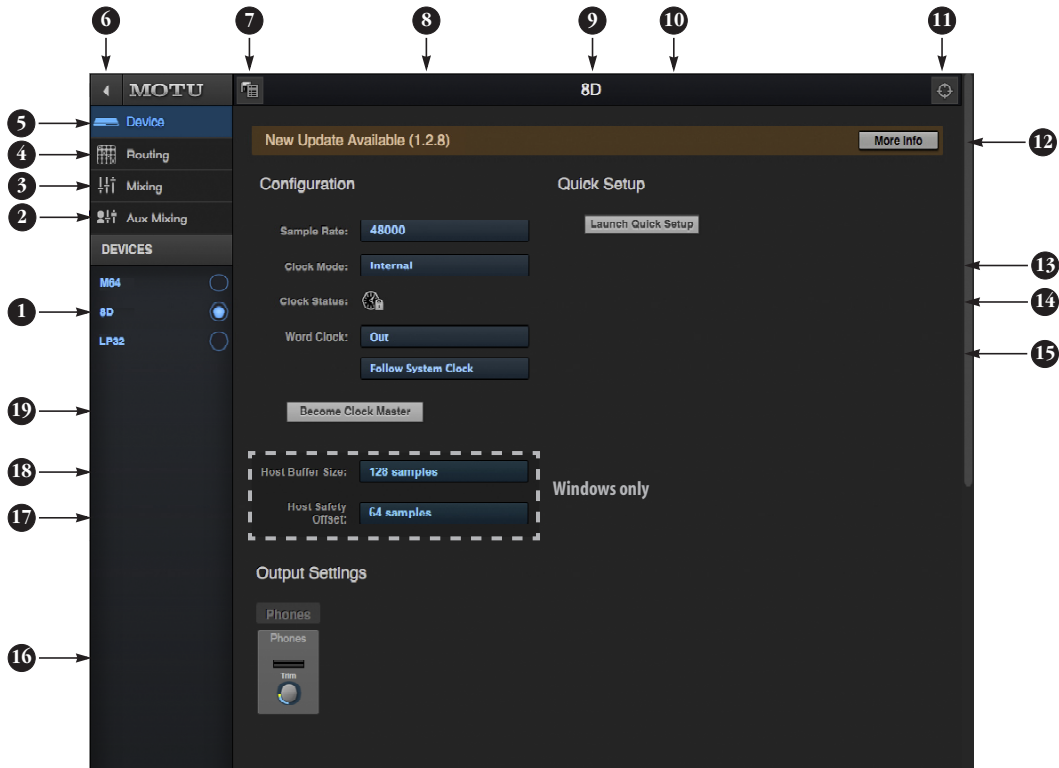 6 7 8 9 10 11
MOTU 8D
5 Device
New Update Available (1.2.8) More Info 12
4 Routing
3 Mixing
Configuration Quick Setup
2 Aux Mixing
Sample Rate: 48000 Launch Quick Setup
DEVICES
Clock Mode: Internal 13
M64
Clock Status: 14
1 8D
Word Clock: Out
LP32
15
Follow System Clock
19 Become Clock Master
18 Host Buffer Size: 128 samples
Windows only
17 Host Safety Offset: 64 samples
Output Settings
Phones
Phones
16
Trim